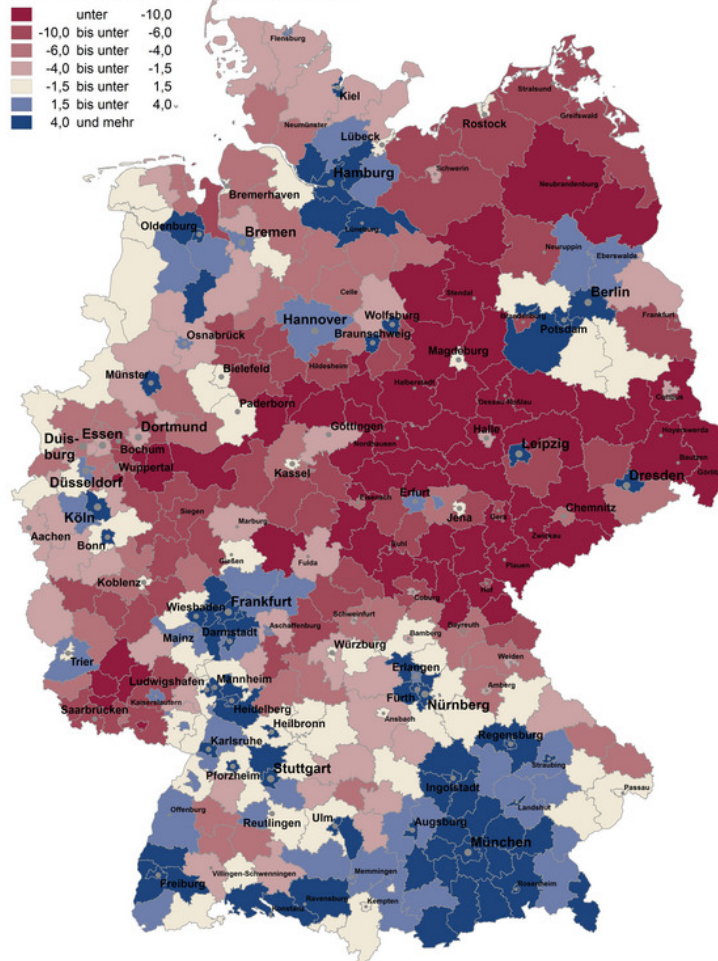 unter -10,0
-10,0 bis unter -6,0
-6,0 bis unter -4,0
-4,0 bis unter -1,5
-1,5 bis unter 1,5
1,5 bis unter 4,0
4,0 und mehr
Flensburg
Kiel
Stralsund
Neumünster
Rostock
Greifswald
Lübeck
Schwerin
Hamburg
Bremerhaven
Neubrandenburg
Oldenburg
Lüneburg
Bremen
Neuruppin
Eberswalde
Celle
Stendal
Berlin
Wolfsburg
Hannover
Brandenburg
Frankfurt
Potsdam
Osnabrück
Braunschweig
Magdeburg
Hildesheim
Bielefeld
Münster
Halberstadt
Cottbus
Paderborn
Dessau-Roßlau
Dortmund
Göttingen
Halle
Hoyerswerda
Essen
Nordhausen
Duis-
burg
Bochum
Leipzig
Bautzen
Wuppertal
Kassel
Görlitz
Dresden
Düsseldorf
Eisenach
Erfurt
Chemnitz
Siegen
Jena
Gera
Köln
Marburg
Zwickau
Aachen
Bonn
Suhl
Gießen
Fulda
Plauen
Koblenz
Hof
Coburg
Frankfurt
Wiesbaden
Schweinfurt
Aschaffenburg
Bayreuth
Mainz
Darmstadt
Bamberg
Würzburg
Weiden
Trier
Erlangen
Ludwigshafen
Mannheim
Amberg
Kaiserslautern
Fürth
Nürnberg
Saarbrücken
Heidelberg
Heilbronn
Ansbach
Karlsruhe
Regensburg
Pforzheim
Stuttgart
Straubing
Ingolstadt
Passau
Offenburg
Landshut
Reutlingen
Ulm
Augsburg
München
Villingen-Schwenningen
Memmingen
Freiburg
Rosenheim
Ravensburg
Konstanz
Kempten